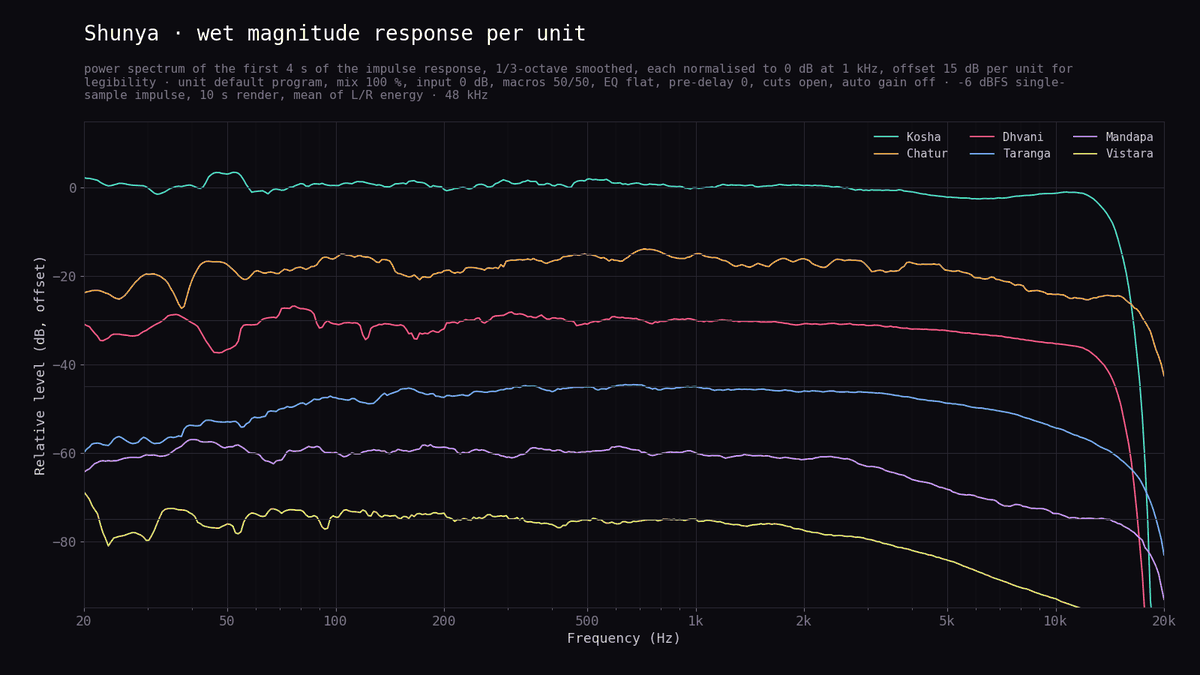 Shunya · wet magnitude response per unit
power spectrum of the first 4 s of the impulse response, 1/3-octave smoothed, each normalised to 0 dB at 1 kHz, offset 15 dB per unit for
legibility · unit default program, mix 100 %, input 0 dB, macros 50/50, EQ flat, pre-delay 0, cuts open, auto gain off · -6 dBFS single-
sample impulse, 10 s render, mean of L/R energy · 48 kHz
Kosha Dhvani Mandapa
Chatur Taranga Vistara
Relative level (dB, offset)
0
−20
−40
−60
−80
20 50 100 200 500 1k 2k 5k 10k 20k
Frequency (Hz)